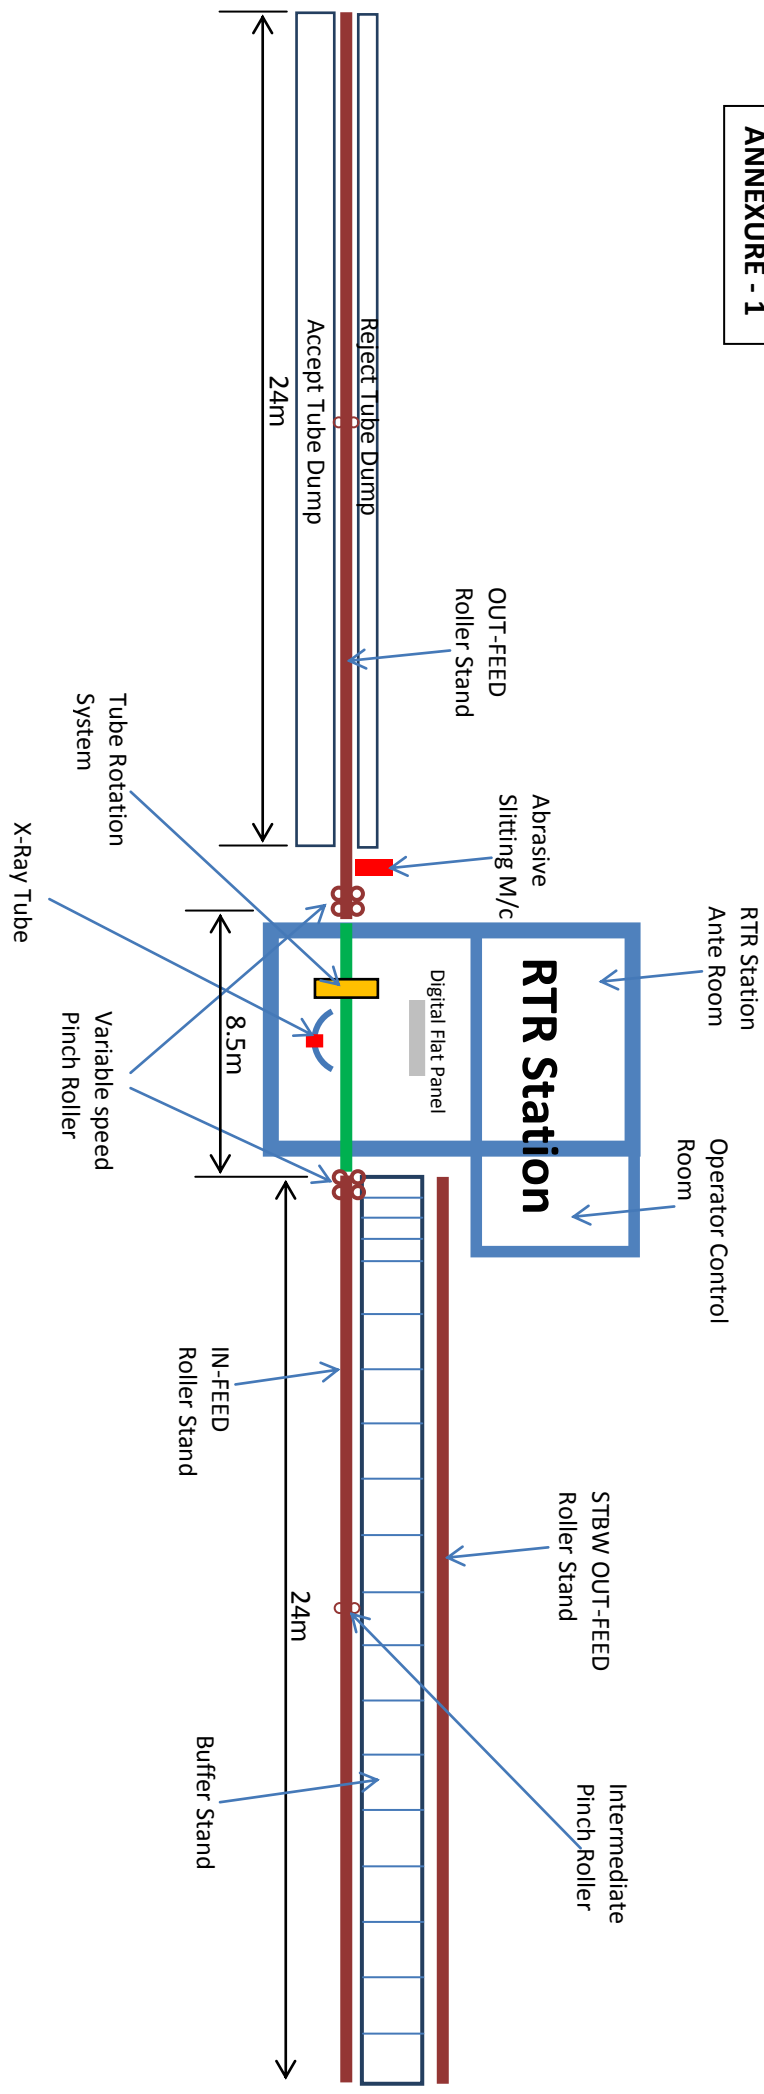 ANNEXURE - 1
RTR Station
Ante Room
Operator Control
Room
STBW OUT-FEED
Roller Stand
Intermediate
Pinch Roller
OUT-FEED
Roller Stand
Abrasive
Slitting M/c
RTR Station
Digital Flat Panel
Reject Tube Dump
Accept Tube Dump
24m
8.5m
24m
Tube Rotation
System
X-Ray Tube
Variable speed
Pinch Roller
IN-FEED
Roller Stand
Buffer Stand